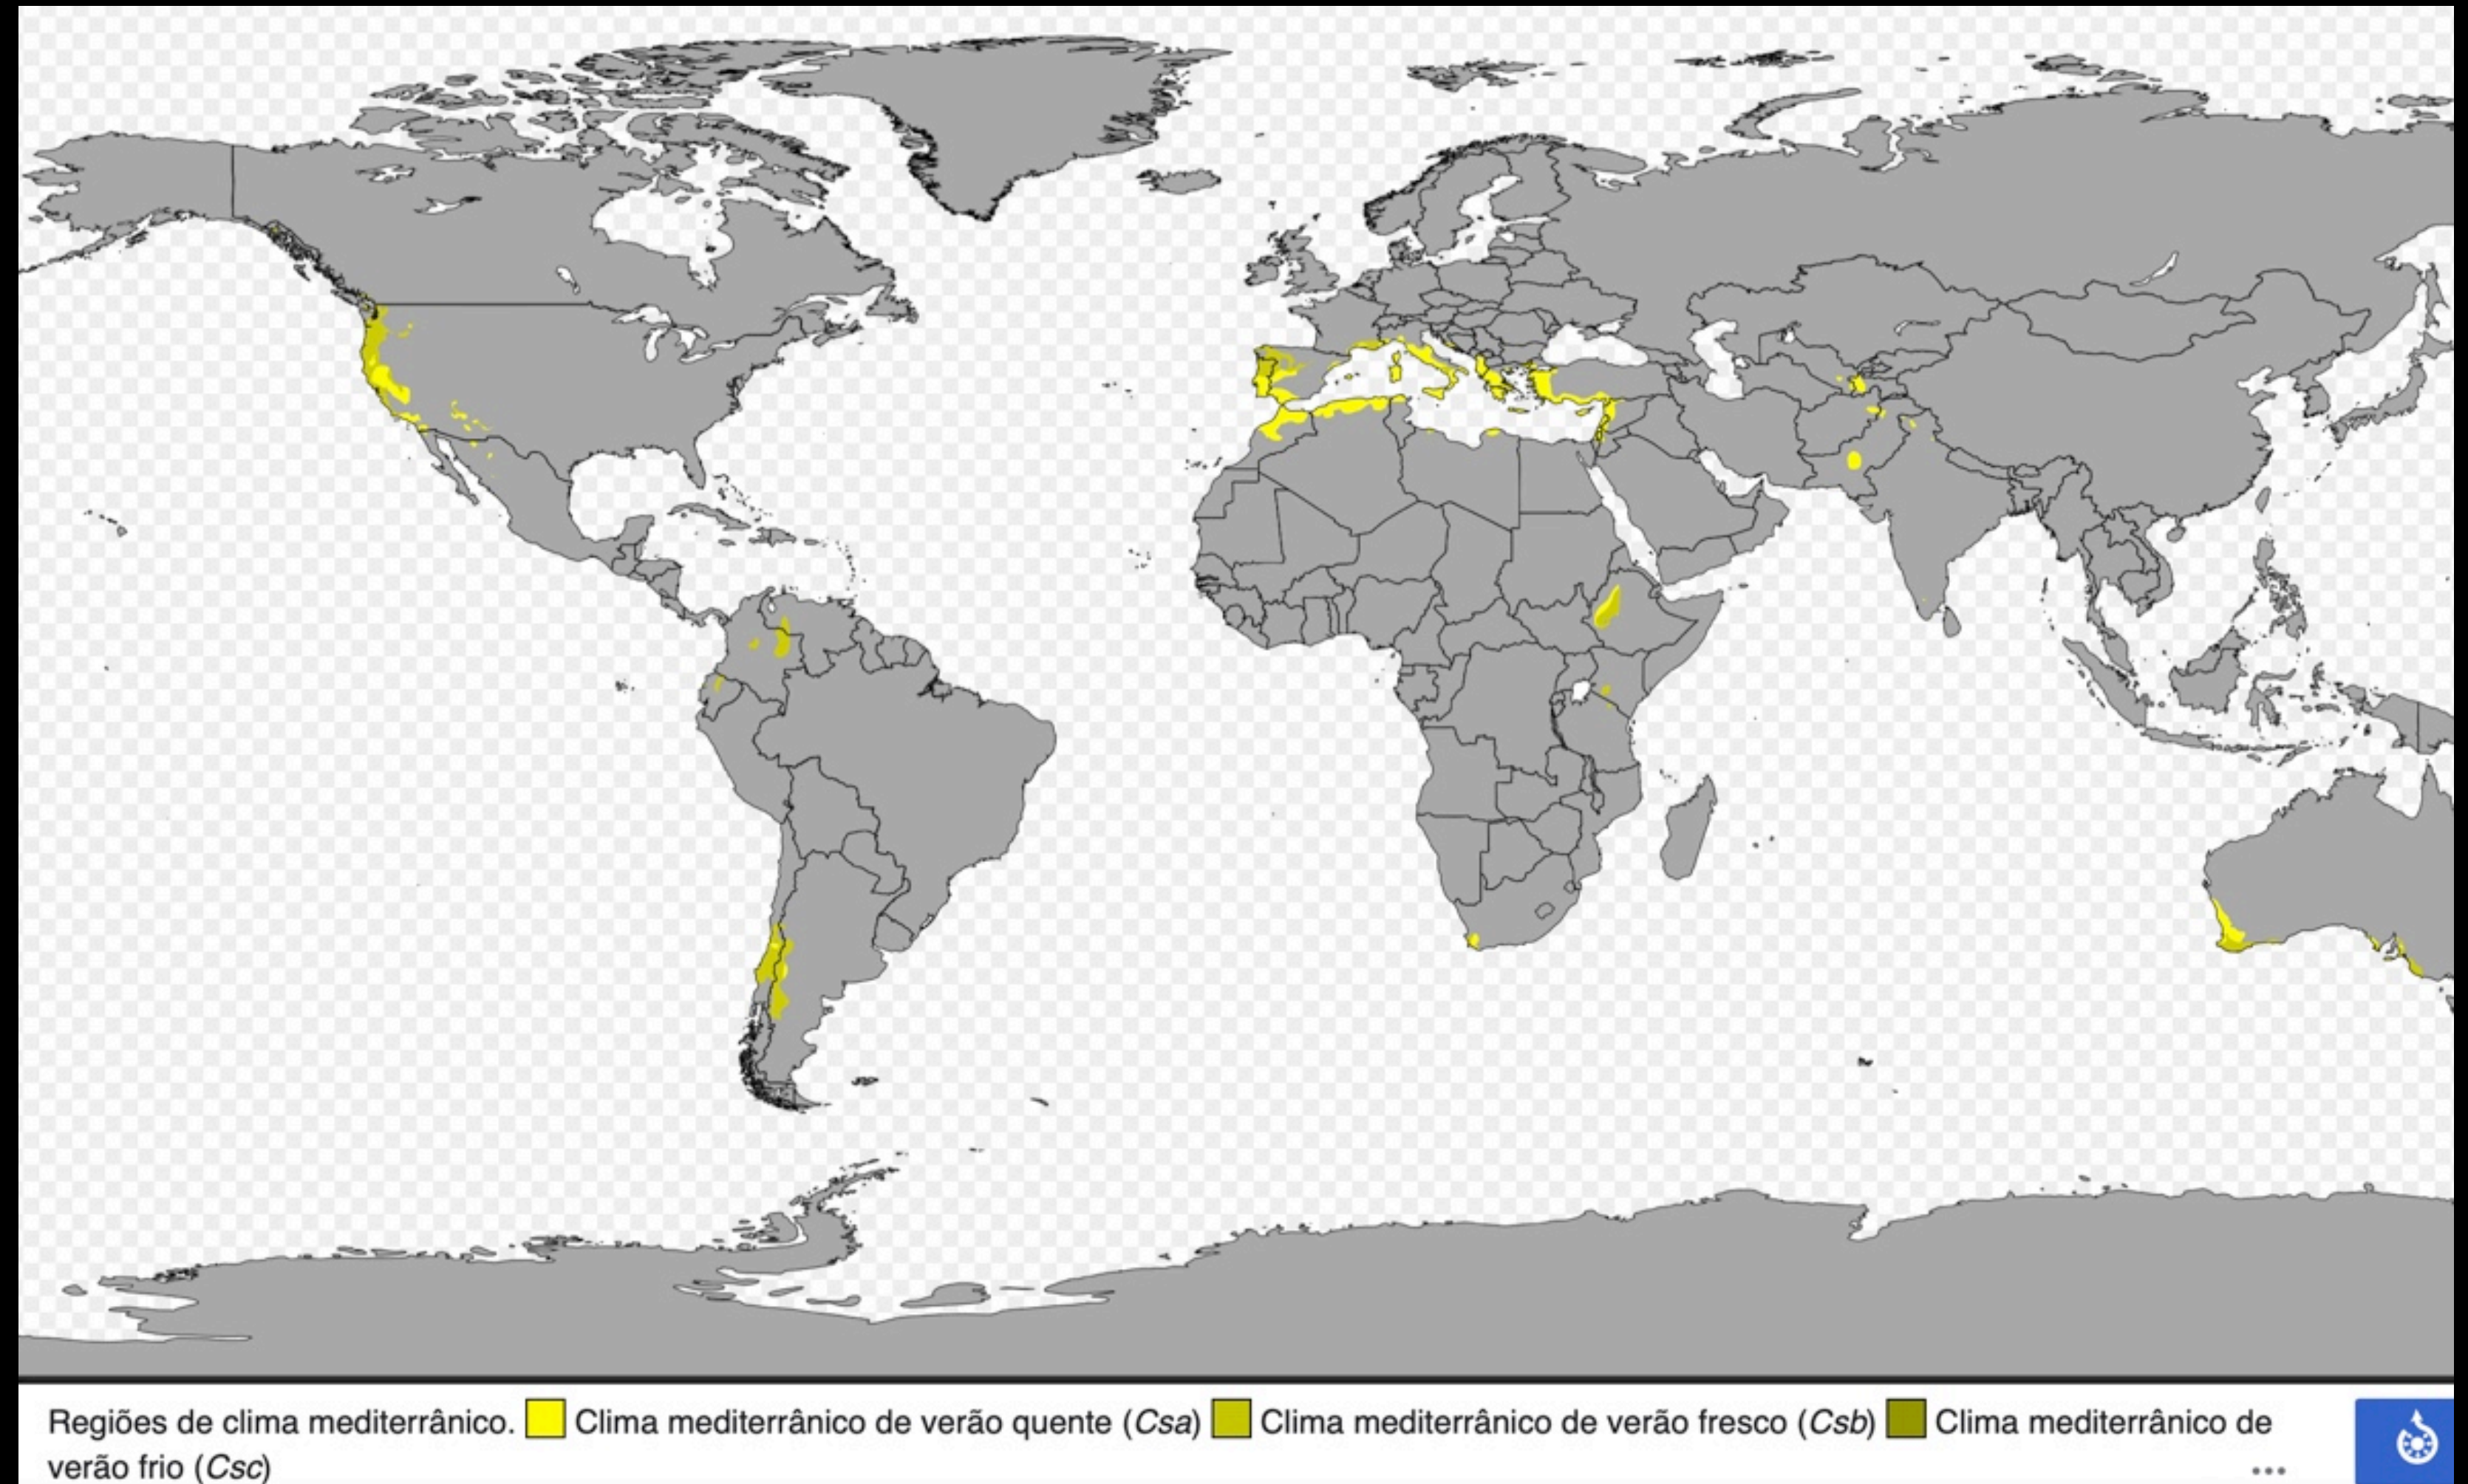 Regiões de clima mediterrânico. Clima mediterrânico de verão quente (Csa) Clima mediterrânico de verão fresco (Csb) Clima mediterrânico de
verão frio (Csc)